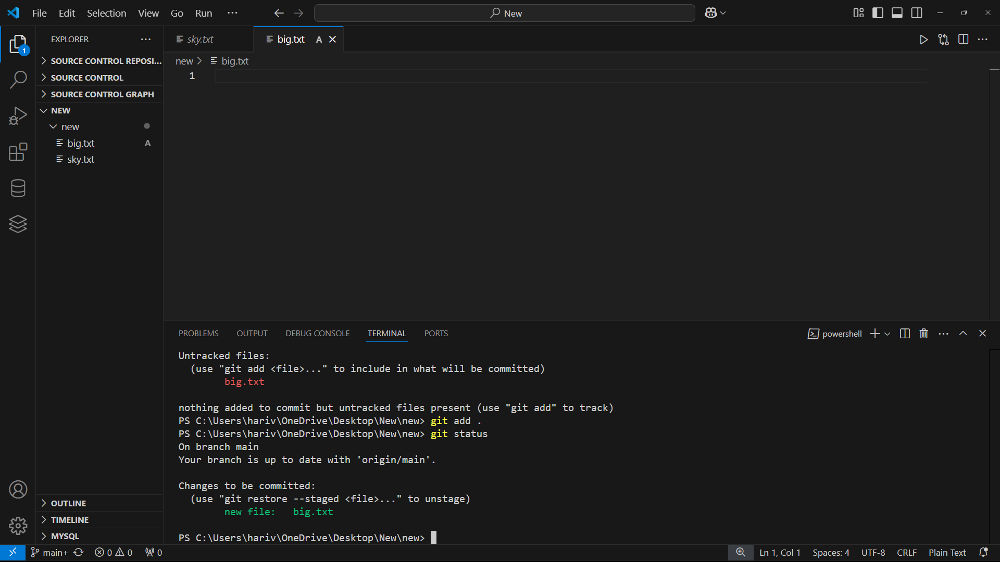 File Edit Selection View Go Run ··· New
EXPLORER ···
SOURCE CONTROL REPOSI...
SOURCE CONTROL
SOURCE CONTROL GRAPH
NEW
new
big.txt A
sky.txt
sky.txt big.txt A
new > big.txt
1
PROBLEMS OUTPUT DEBUG CONSOLE TERMINAL PORTS powershell
Untracked files:
(use "git add <file>..." to include in what will be committed)
big.txt
nothing added to commit but untracked files present (use "git add" to track)
PS C:\Users\hariv\OneDrive\Desktop\New\new> git add .
PS C:\Users\hariv\OneDrive\Desktop\New\new> git status
On branch main
Your branch is up to date with 'origin/main'.
Changes to be committed:
(use "git restore --staged <file>..." to unstage)
new file:   big.txt
PS C:\Users\hariv\OneDrive\Desktop\New\new>
OUTLINE
TIMELINE
MYSQL
1
main+ 0 0 0 Ln 1, Col 1 Spaces: 4 UTF-8 CRLF Plain Text